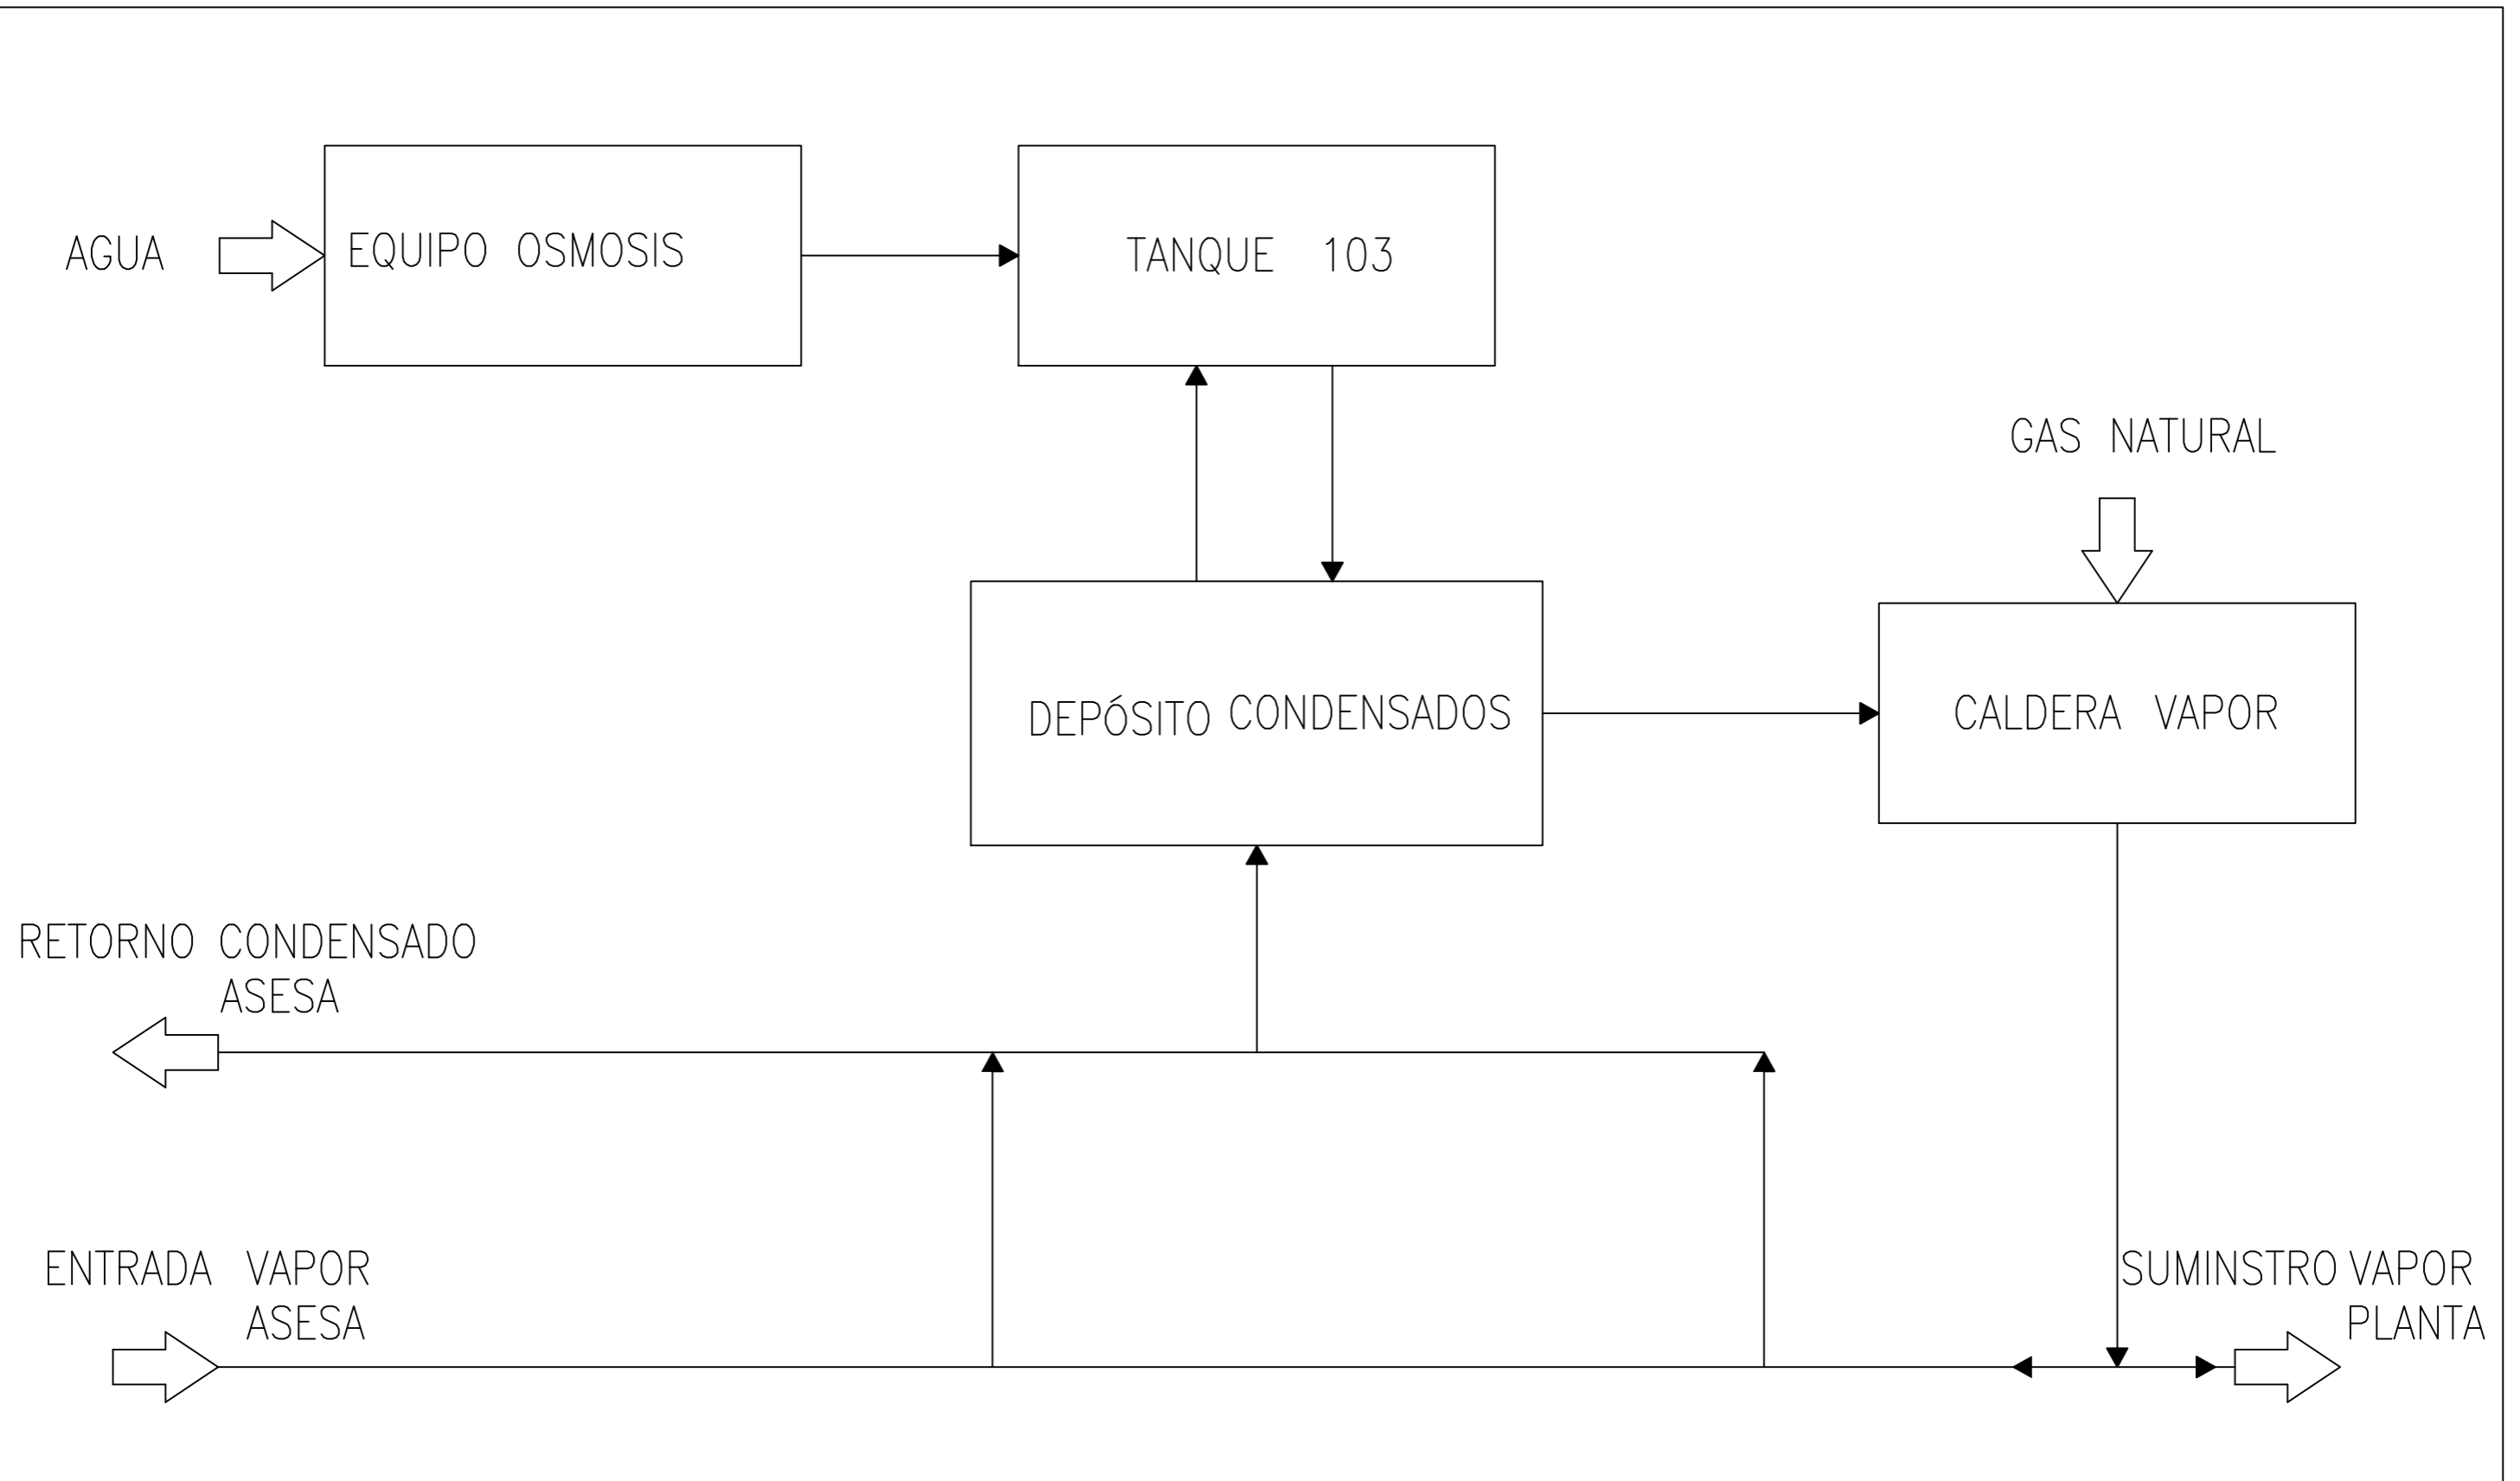 AGUA
EQUIPO OSMOSIS
TANQUE 103
GAS NATURAL
DEPÓSITO CONDENSADOS
CALDERA VAPOR
RETORNO CONDENSADO
ASESA
ENTRADA VAPOR
ASESA
SUMINSTRO VAPOR
PLANTA